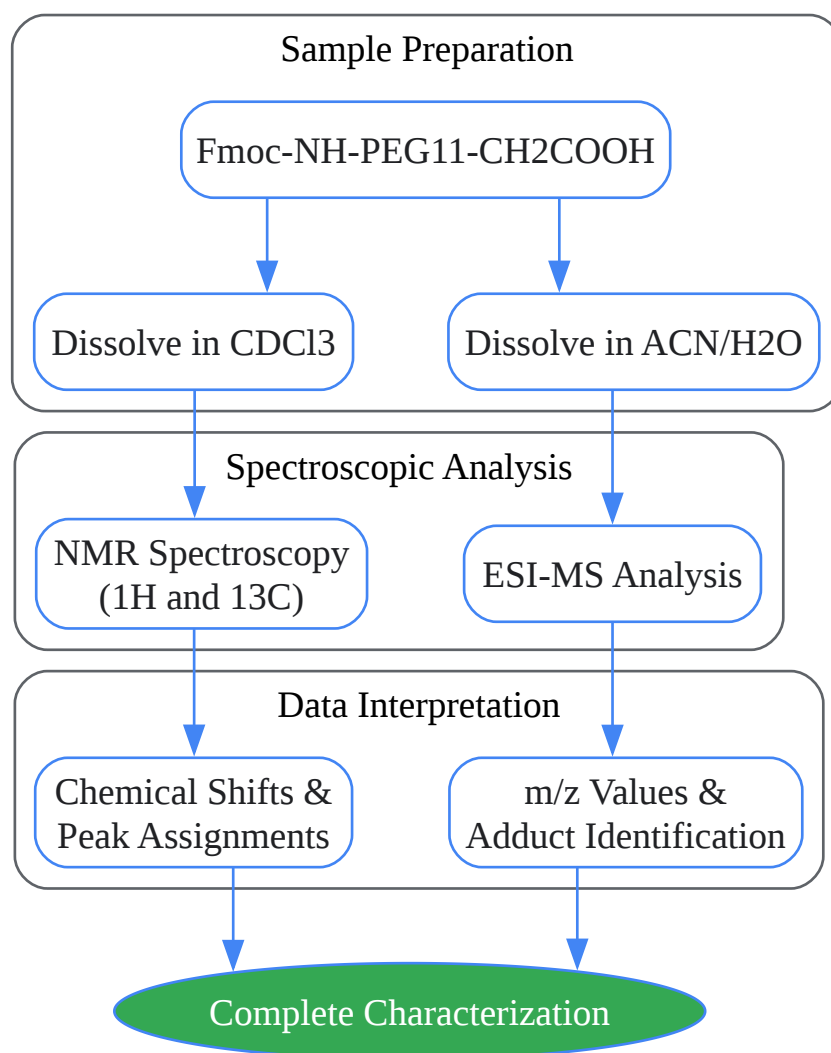 Sample Preparation
Fmoc-NH-PEG11-CH2COOH
Dissolve in CDCl3
Dissolve in ACN/H2O
Spectroscopic Analysis
NMR Spectroscopy
(1H and 13C)
ESI-MS Analysis
Data Interpretation
Chemical Shifts &
Peak Assignments
m/z Values &
Adduct Identification
Complete Characterization